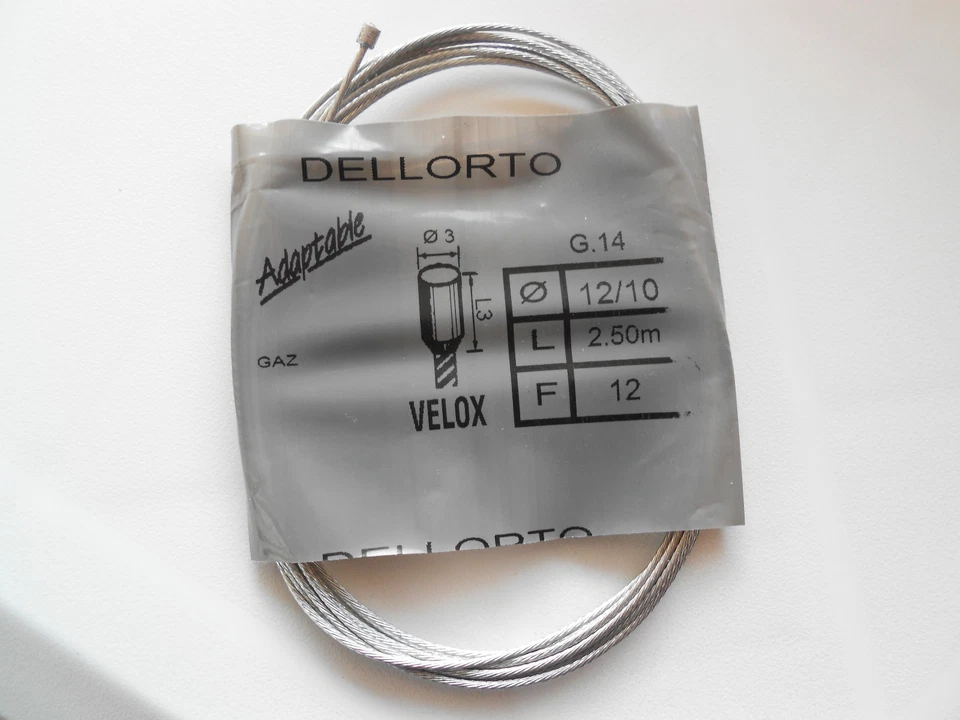 DELLORTO
Adaptable
Ø 3
L3
GAZ
VELOX
G.14
Ø 12/10
L 2.50m
F 12
DELLORTO